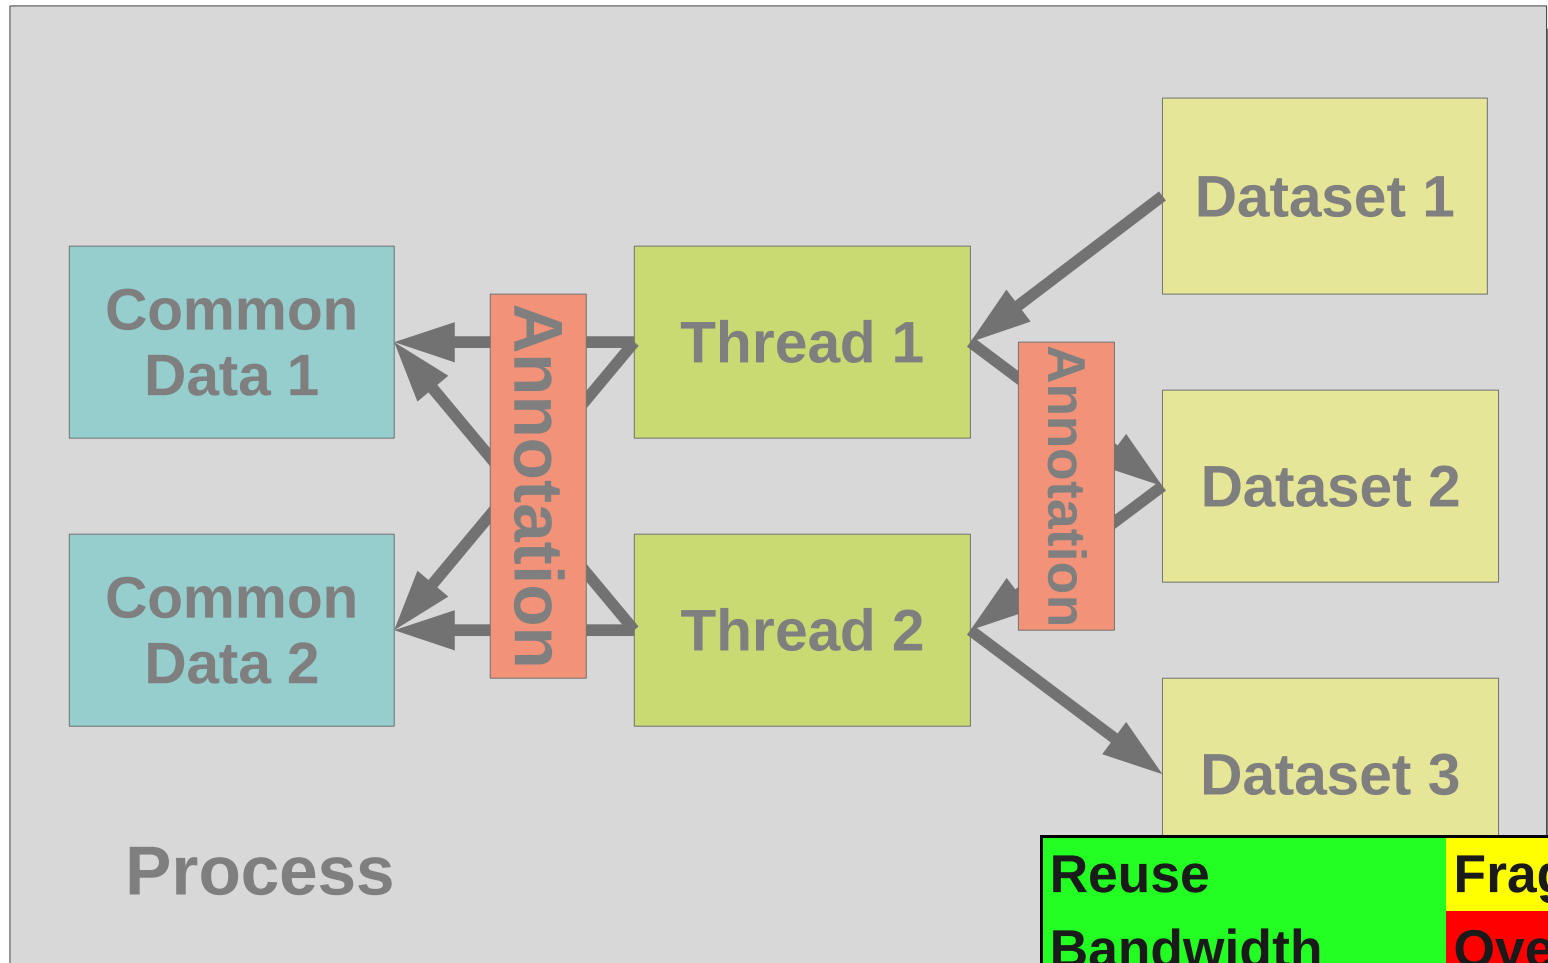 Dataset 1
Common
Data 1
Annotation
Thread 1
Annotation
Dataset 2
Common
Data 2
Thread 2
Dataset 3
Process
Reuse
Bandwidth